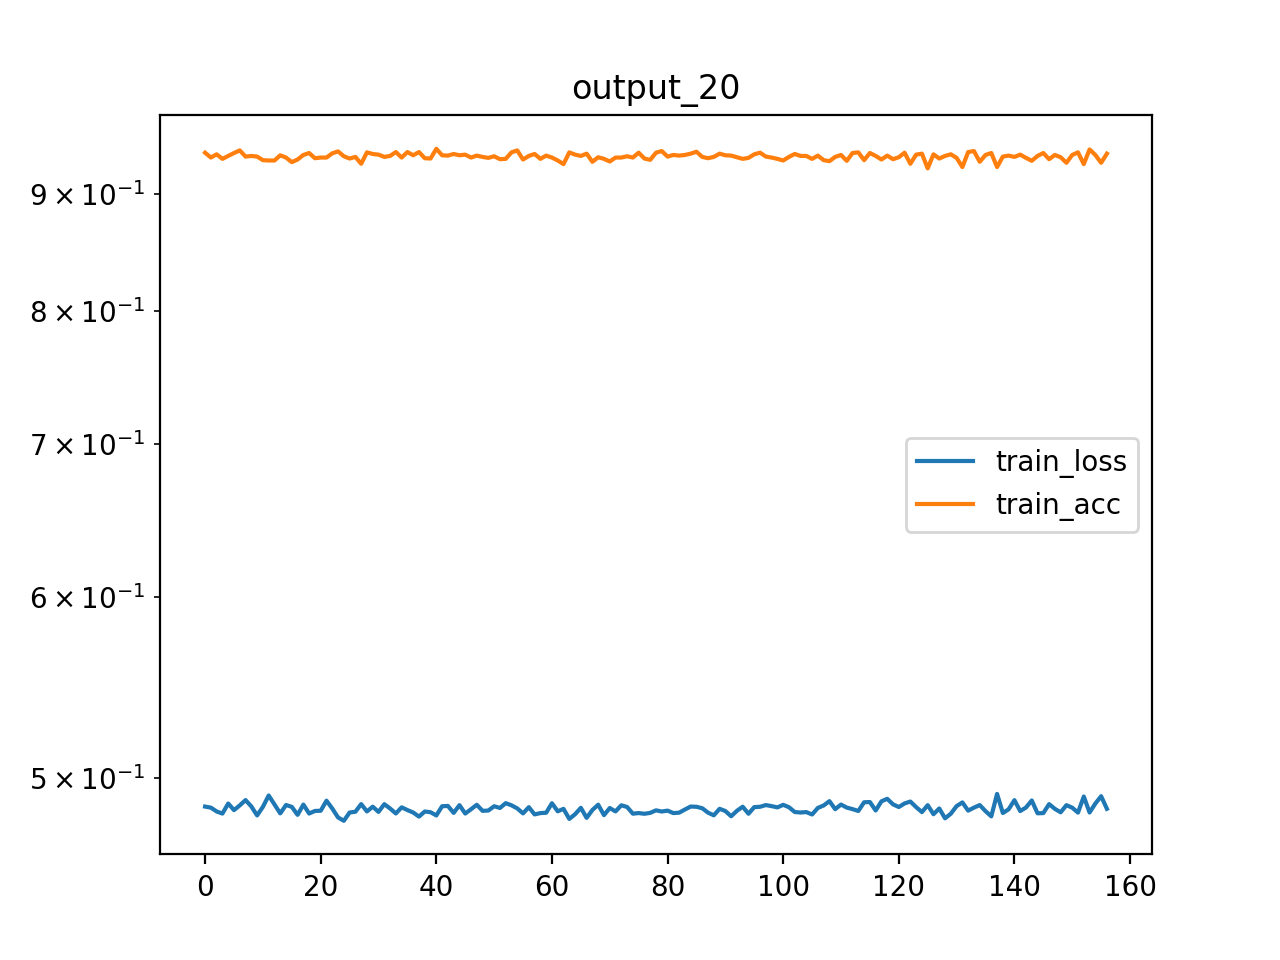 output_20
9 × 10⁻¹
8 × 10⁻¹
7 × 10⁻¹
6 × 10⁻¹
5 × 10⁻¹
train_loss
train_acc
0 20 40 60 80 100 120 140 160